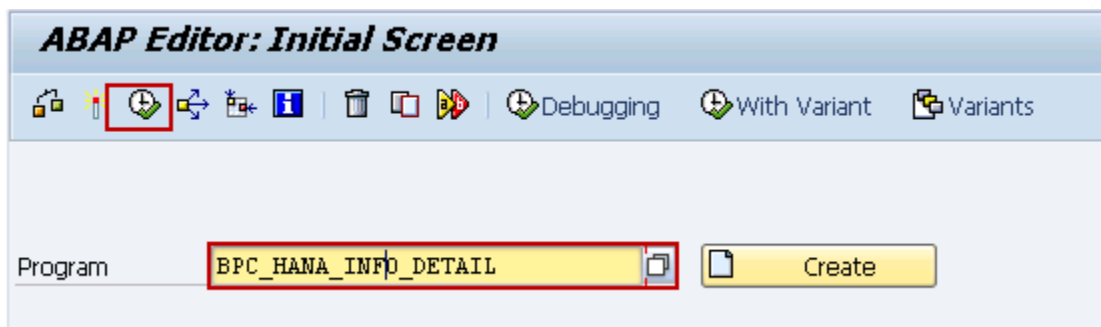 ABAP Editor: Initial Screen
Debugging With Variant Variants
Program BPC_HANA_INFO_DETAIL Create